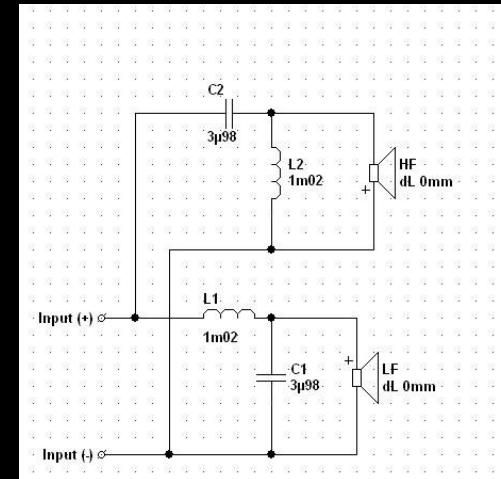 C2
3µ98
L2
1m02
HF
dL 0mm
+
L1
Input (+)
1m02
+
C1
3µ98
LF
dL 0mm
Input (-)